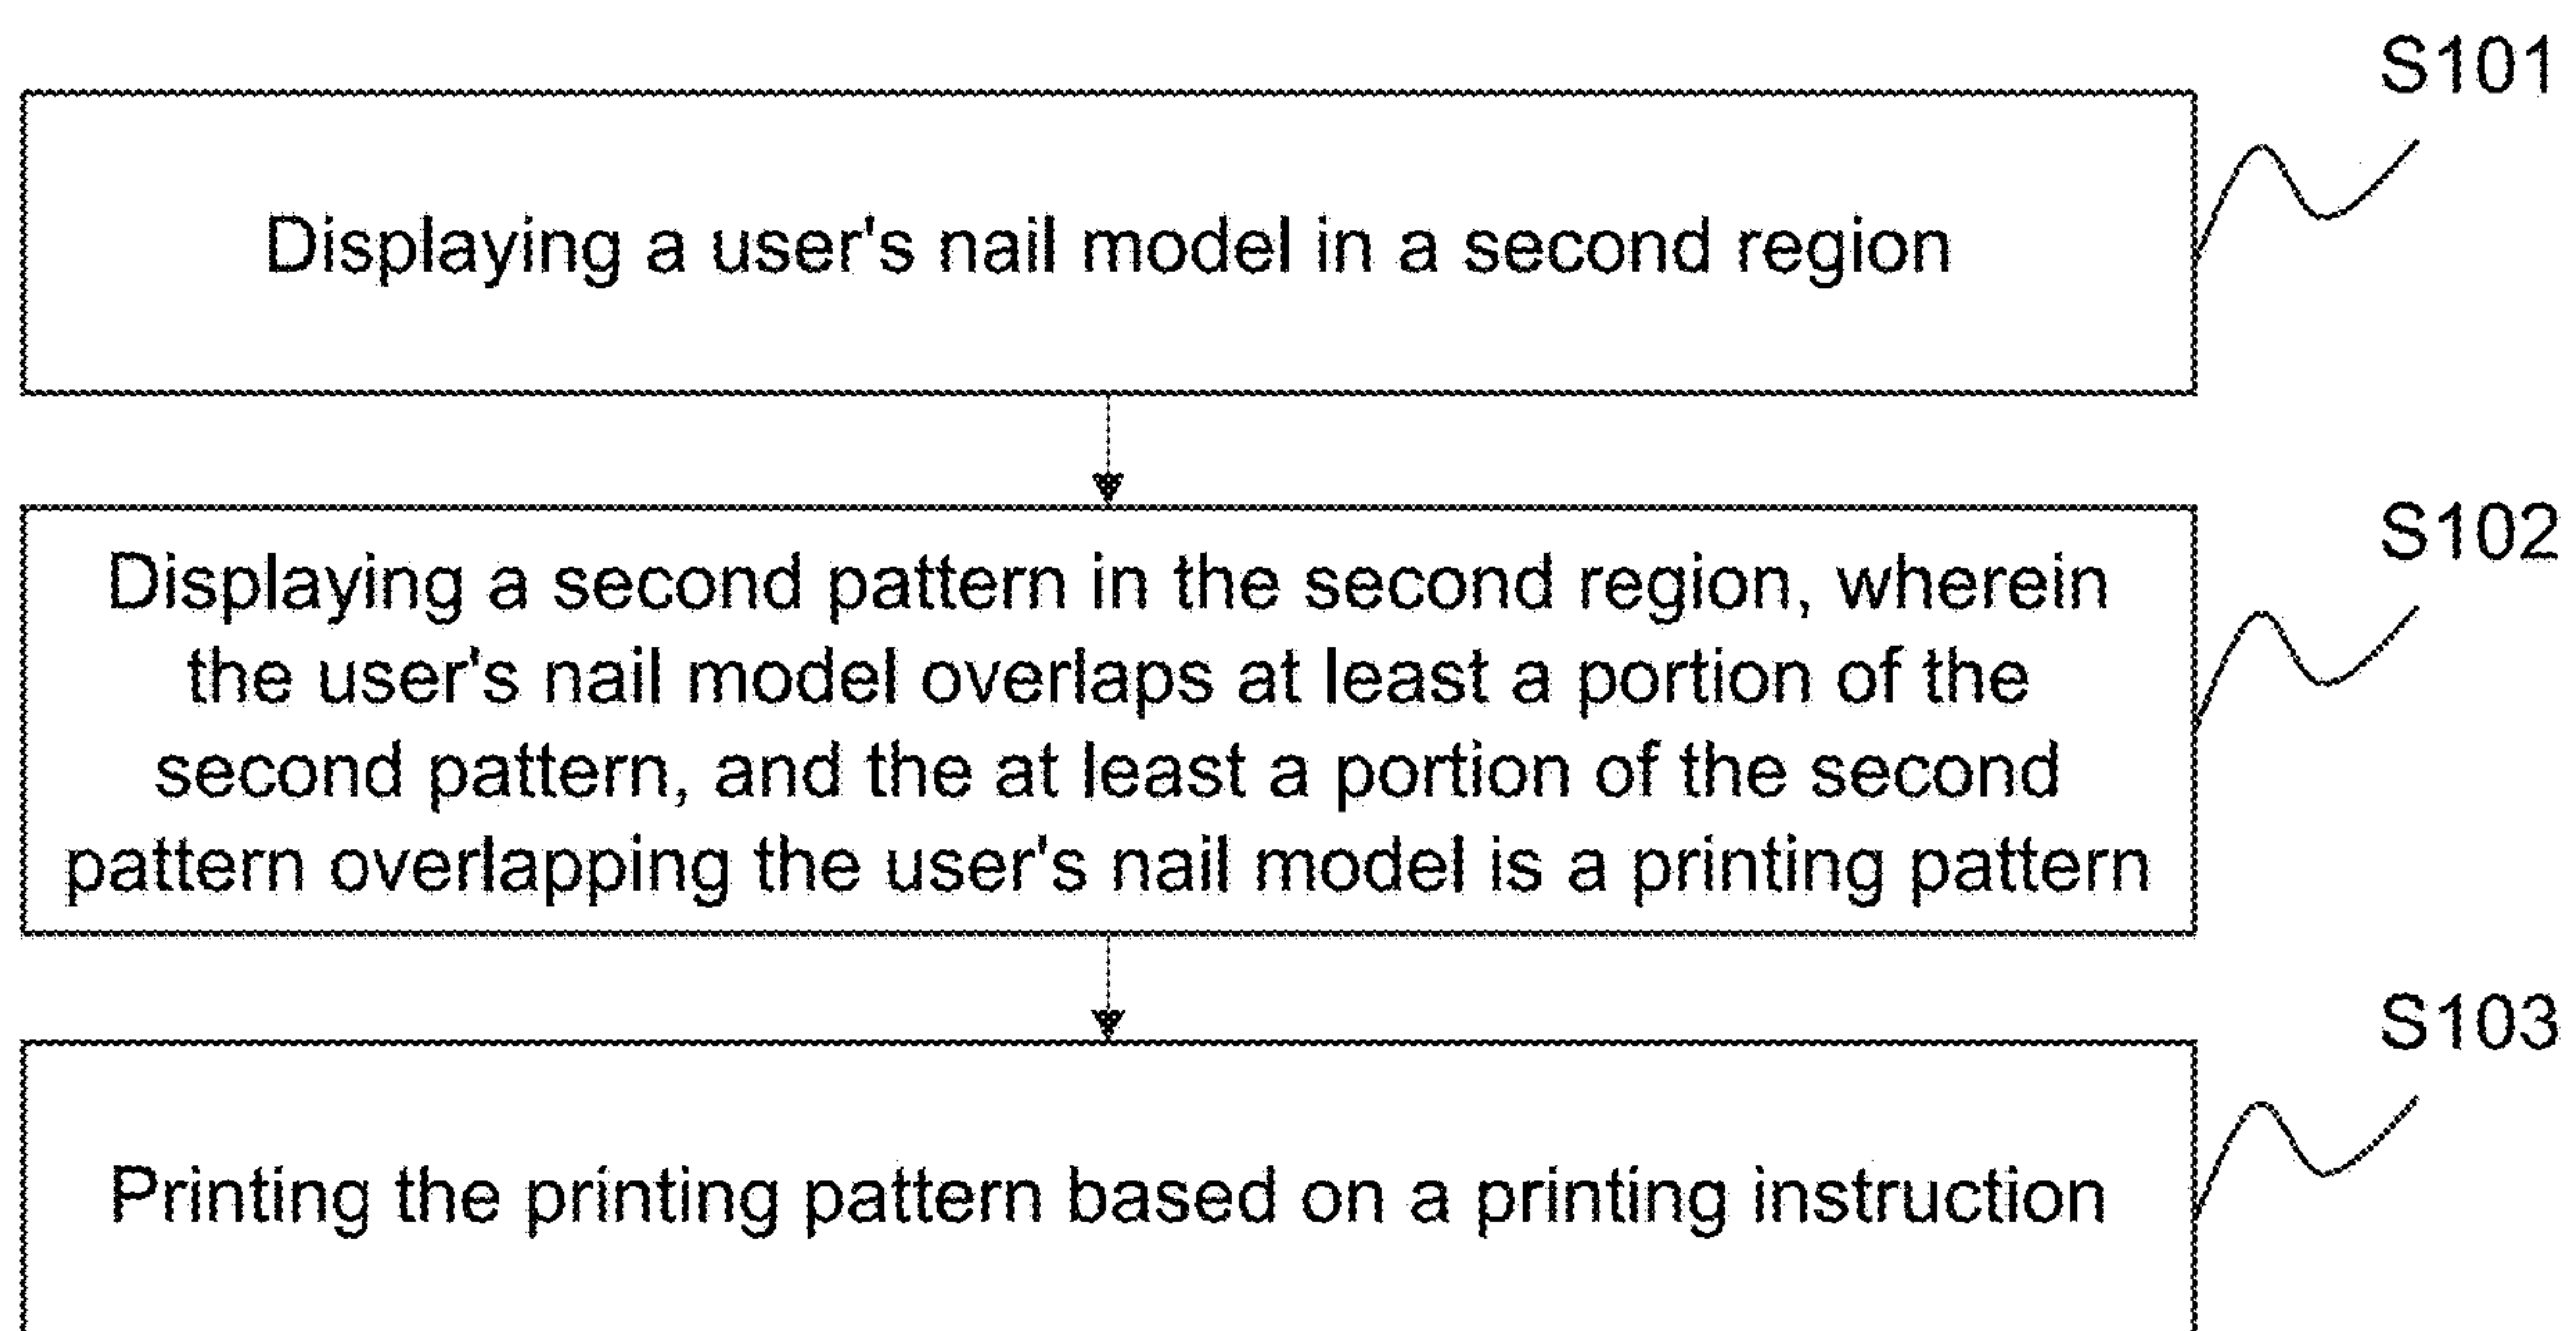 S101
Displaying a user's nail model in a second region
S102
Displaying a second pattern in the second region, wherein
the user's nail model overlaps at least a portion of the
second pattern, and the at least a portion of the second
pattern overlapping the user's nail model is a printing pattern
S103
Printing the printing pattern based on a printing instruction